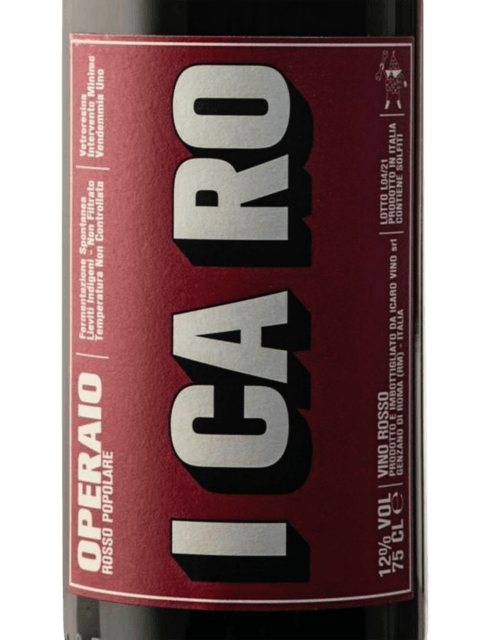 OPERAIO
ROSSO POPOLARE
Fermentazione Spontanea
Lieviti Indigeni - Non Filtrato
Temperatura Non Controllata
Vetroresina
Intervento Minimo
Vendemmia Uno
I CA RO
12% VOL
75 CL ℮
VINO ROSSO
PRODOTTO E IMBOTTIGLIATO DA ICARO VINO srl
GENZANO DI ROMA (RM) - ITALIA
LOTTO L04/21
PRODOTTO IN ITALIA
CONTIENE SOLFITI